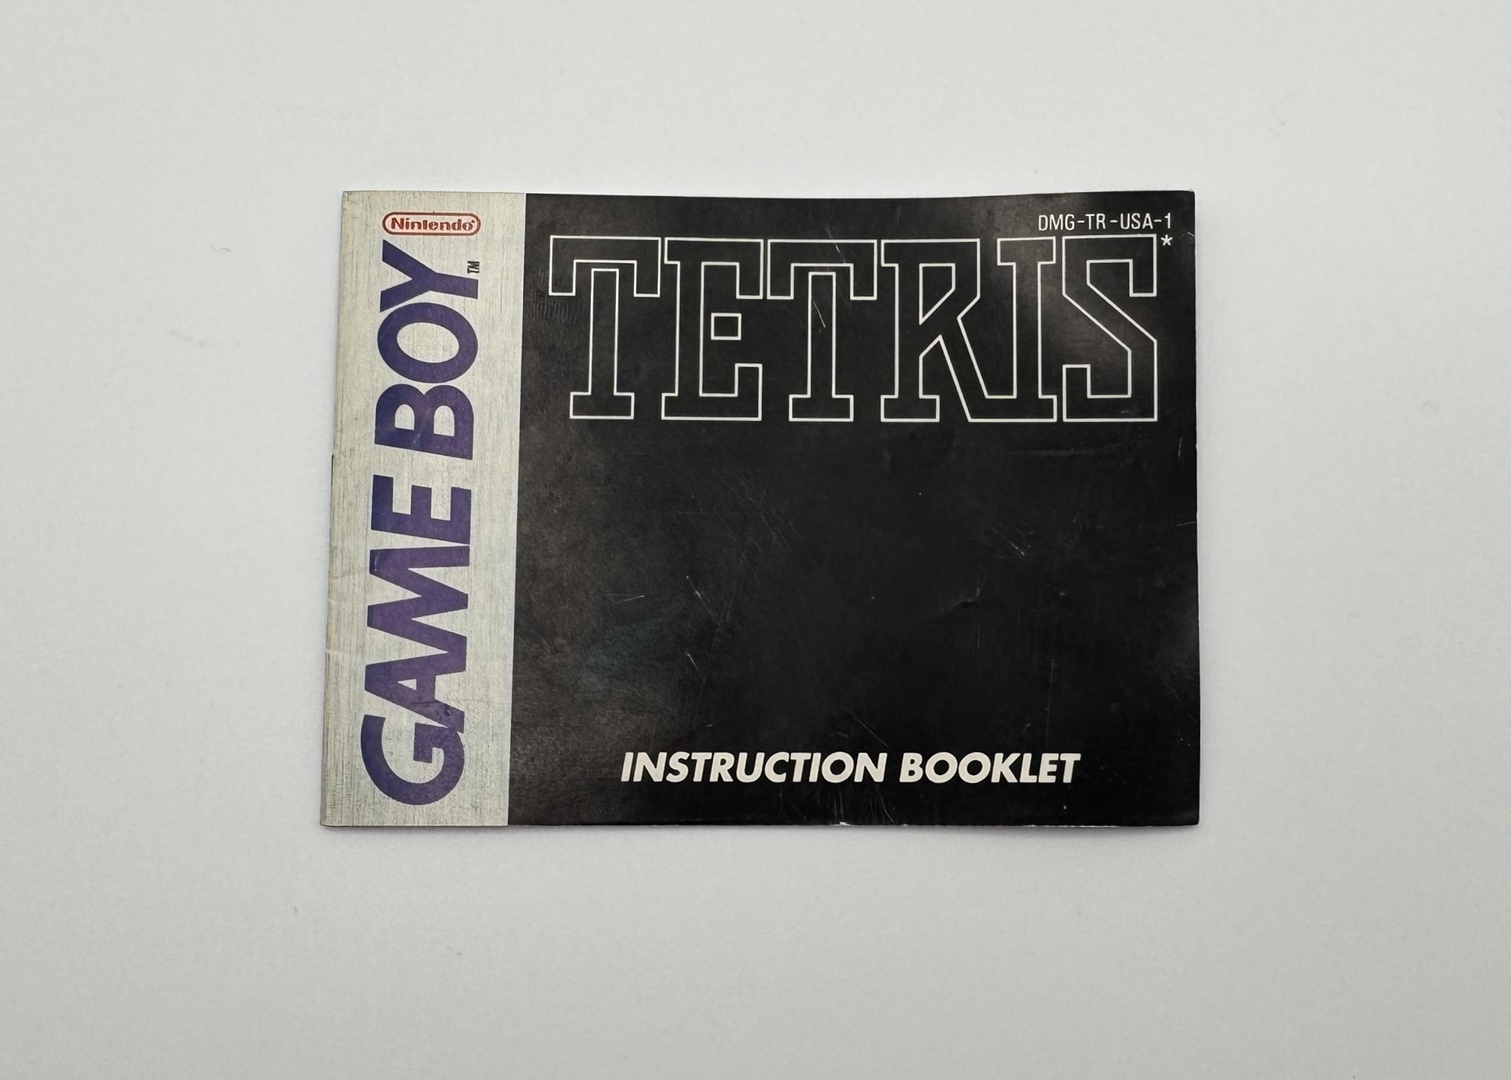 Nintendo®
GAME BOY™
DMG-TR-USA-1
TETRIS*
INSTRUCTION BOOKLET